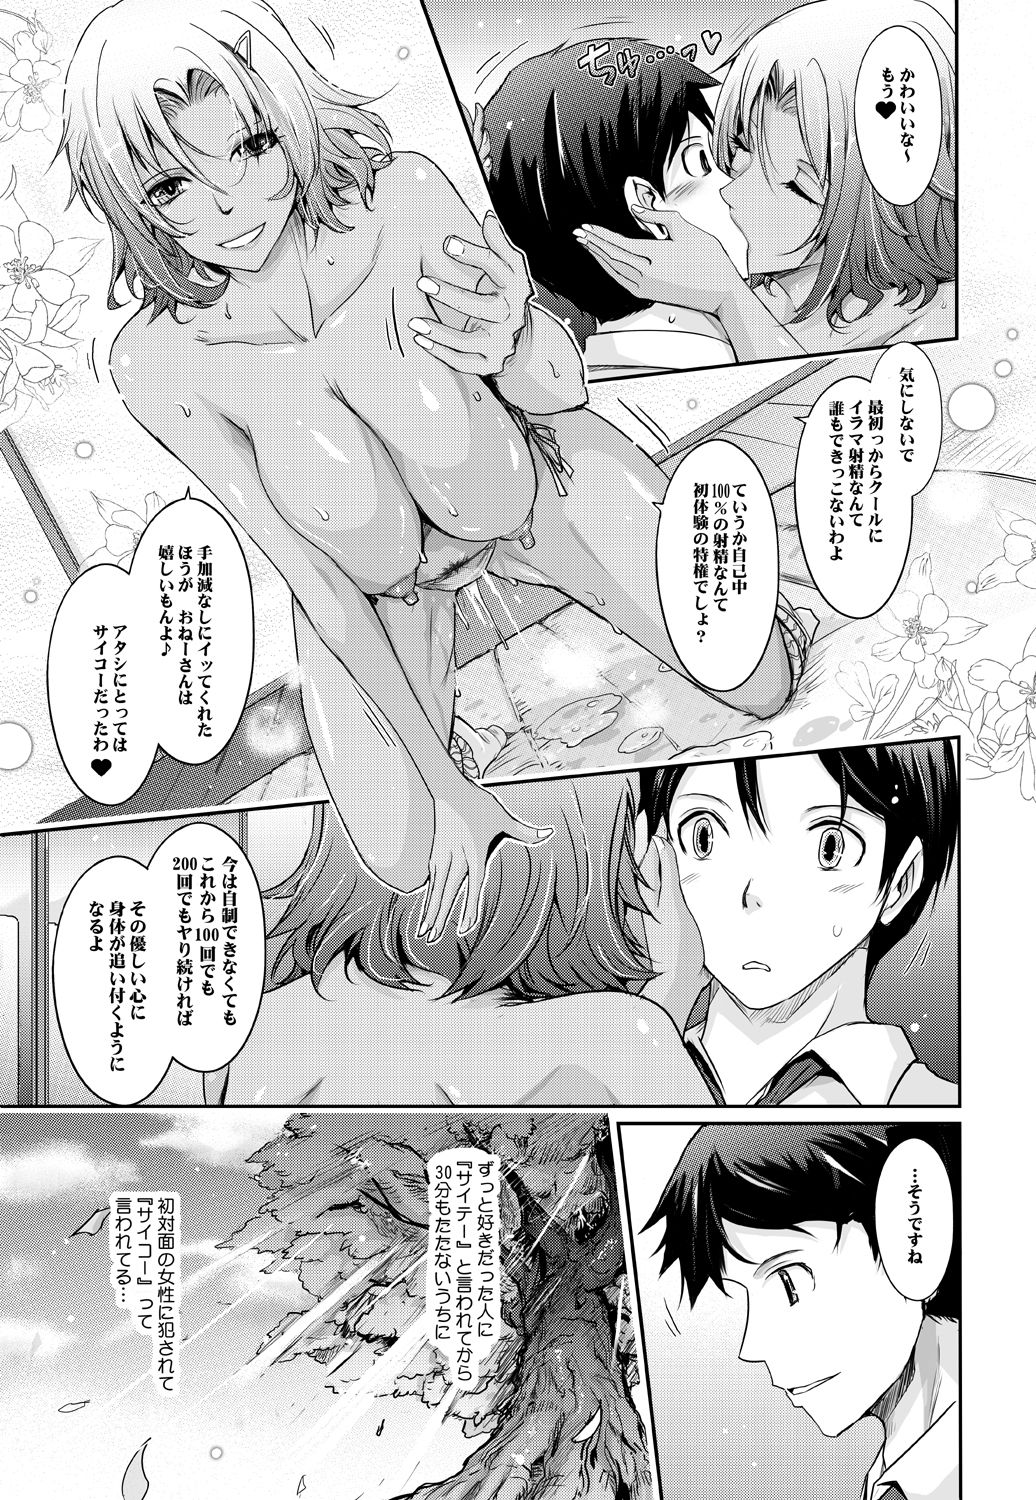 かわいいな～
もう♥
ちゅ…っ♥
気にしないで
最初っからクールに
イラマ射精なんて
誰もできっこないわよ
ていうか自己中
100％の射精なんて
初体験の特権でしょ？
手加減なしにイッてくれた
ほうが　おねーさんは
嬉しいもんよ♪
アタシにとっては
サイコーだったわ
♥
今は自制できなくても
これから100回でも
200回でもヤり続ければ
その優しい心に
身体が追い付くように
なるよ
…そうですね
ずっと好きだった人に
『サイテー』と言われてから
30分もたたないうちに
初対面の女性に犯されて
『サイコー』って
言われてる…